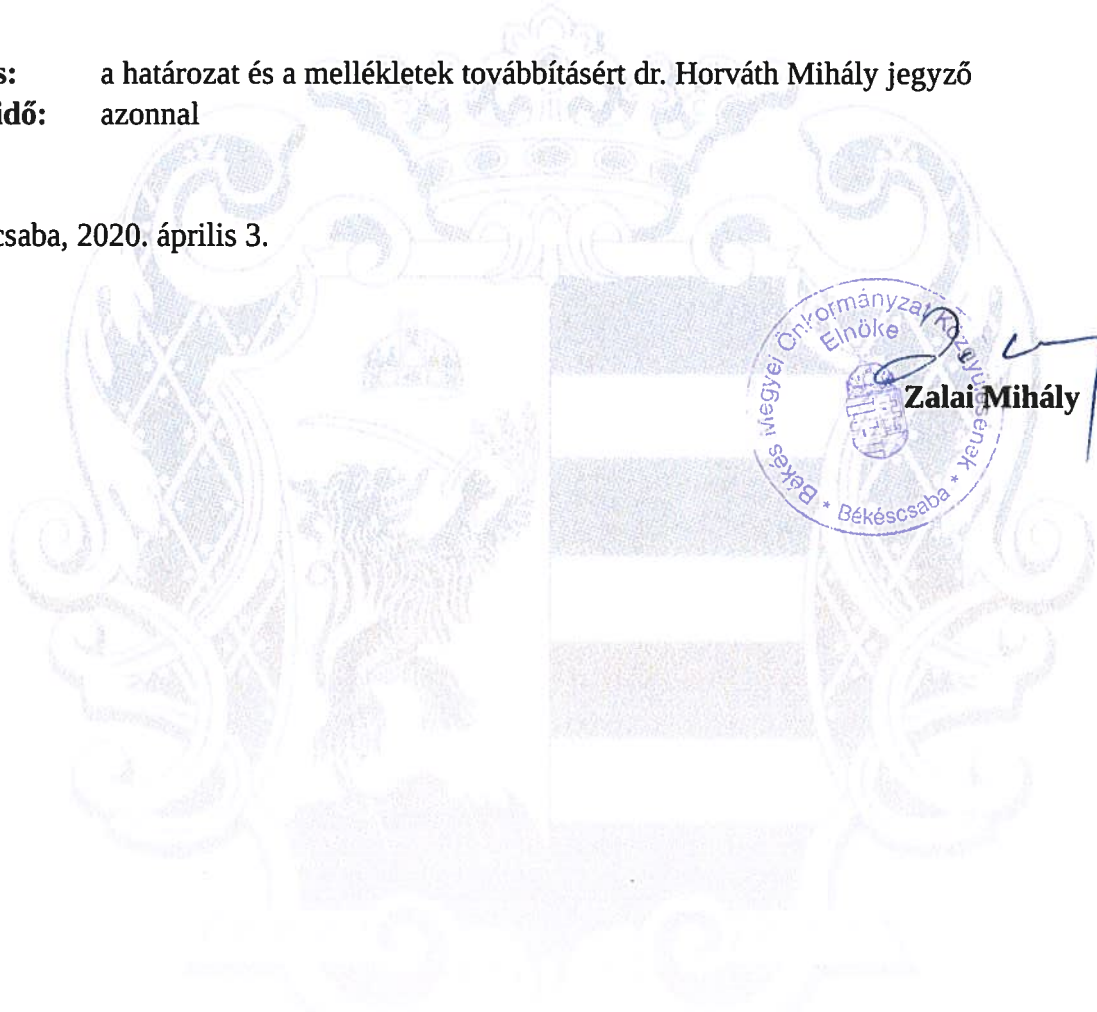 s: a határozat és a mellékletek továbbításért dr. Horváth Mihály jegyző
idő: azonnal
csaba, 2020. április 3.
Békés Megyei Önkormányzat Közgyűlésének
Elnöke
* Békéscsaba *
Zalai Mihály